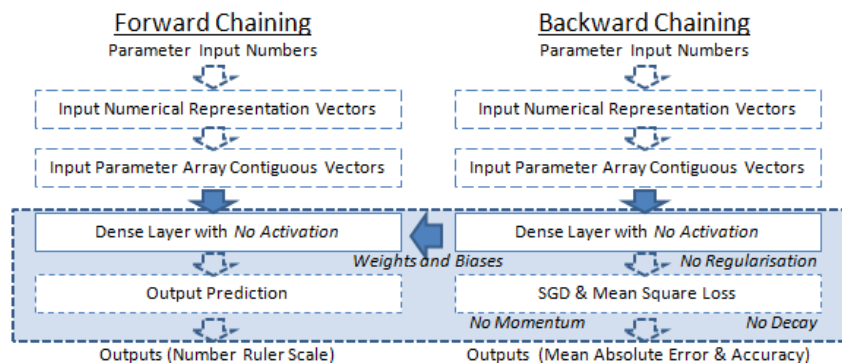 Forward Chaining
Parameter Input Numbers
Input Numerical Representation Vectors
Input Parameter Array Contiguous Vectors
Dense Layer with No Activation
Weights and Biases
Output Prediction
Outputs (Number Ruler Scale)
Backward Chaining
Parameter Input Numbers
Input Numerical Representation Vectors
Input Parameter Array Contiguous Vectors
Dense Layer with No Activation
No Regularisation
SGD & Mean Square Loss
No Momentum
No Decay
Outputs (Mean Absolute Error & Accuracy)